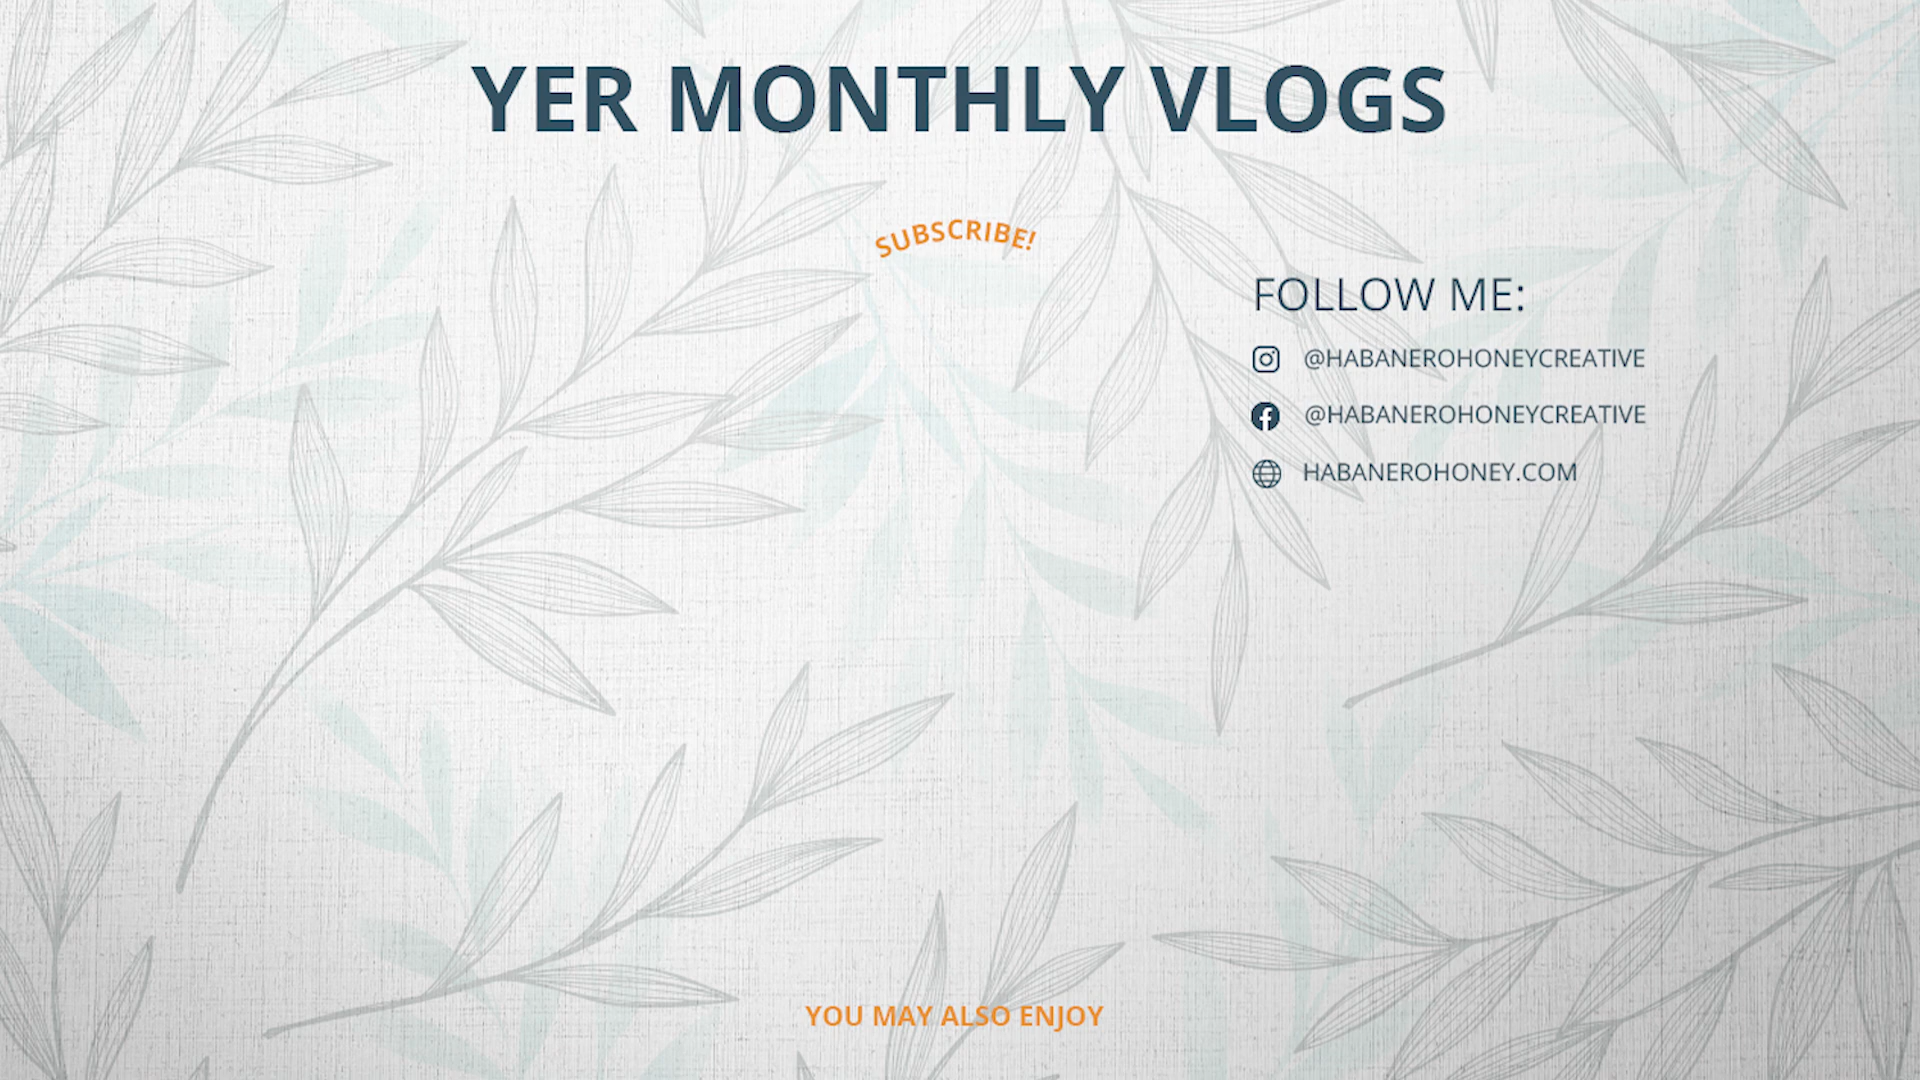 YER MONTHLY VLOGS
SUBSCRIBE!
FOLLOW ME:
@HABANEROHONEYCREATIVE
@HABANEROHONEYCREATIVE
HABANEROHONEY.COM
YOU MAY ALSO ENJOY